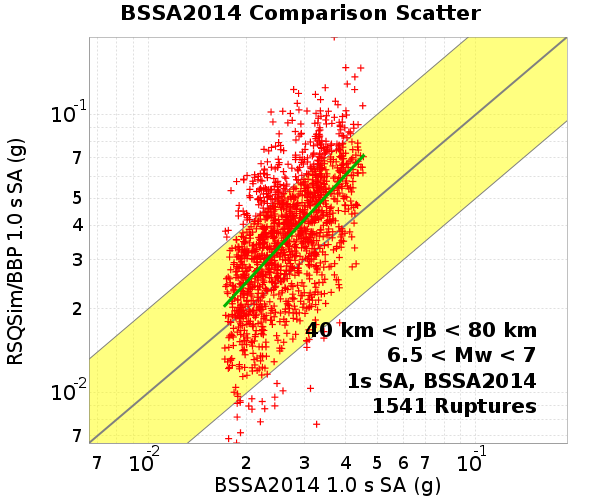 BSSA2014 Comparison Scatter
RSQSim/BBP 1.0 s SA (g)
10⁻¹
7
5
4
3
2
10⁻²
7
40 km < rJB < 80 km
6.5 < Mw < 7
1s SA, BSSA2014
1541 Ruptures
7 10⁻² 2 3 4 5 6 7 10⁻¹
BSSA2014 1.0 s SA (g)